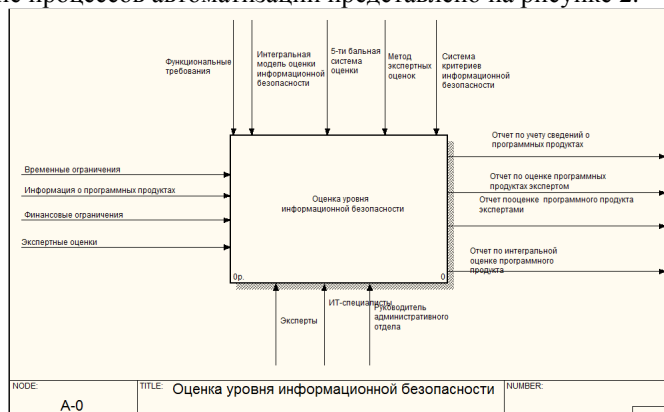 ие процессов автоматизации представлено на рисунке 2.
Функциональные
требования
Интегральная
модель оценки
информационной
безопасности
5-ти бальная
система
оценки
Метод
экспертных
оценок
Система
критериев
информационной
безопасности
Временные ограничения
Информация о программных продуктах
Финансовые ограничения
Экспертные оценки
Оценка уровня
информационной безопасности
0р.
0
Отчет по учету сведений о
программных продуктах
Отчет по оценке программных
продуктах экспертом
Отчет пооценке программного продукта
экспертами
Отчет по интегральной
оценке программного
продукта
Эксперты
ИТ-специалисты
Руководитель
административного
отдела
NODE:
A-0
TITLE:
Оценка уровня информационной безопасности
NUMBER: